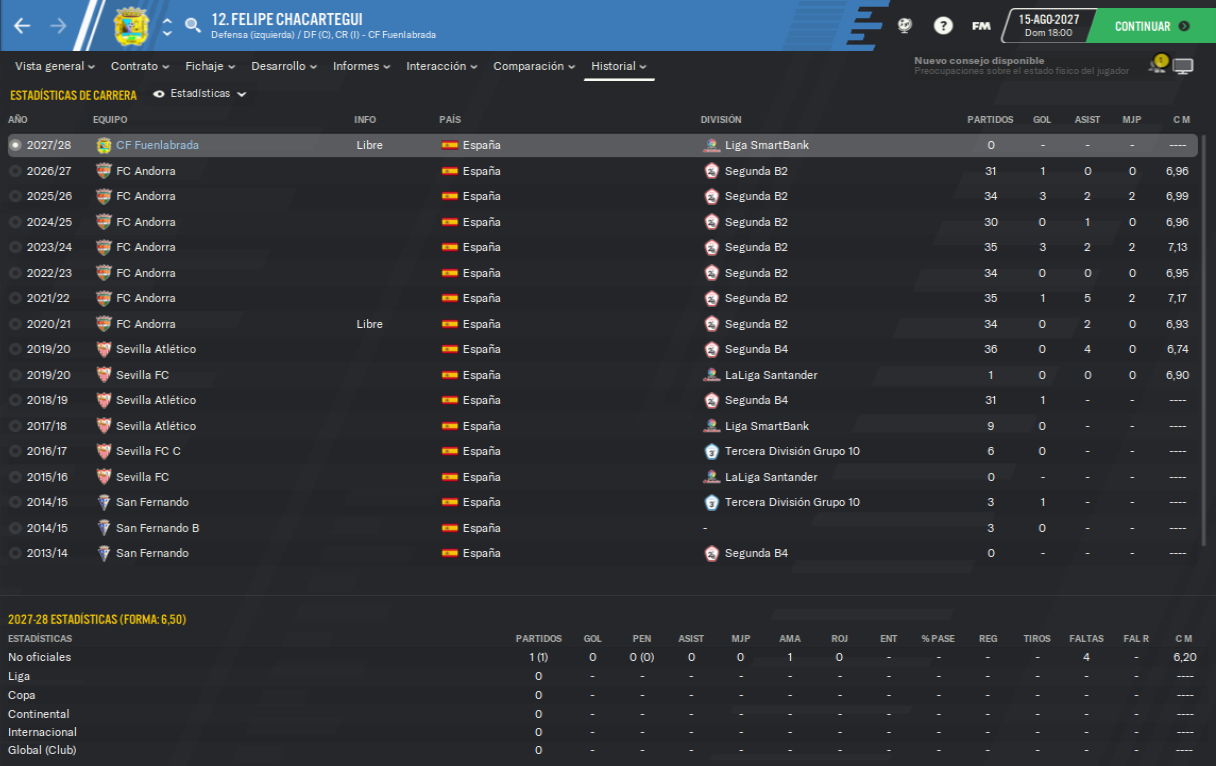 12. FELIPE CHACARTEGUI
Defensa (izquierda) / DF (C), CR (I) - CF Fuenlabrada
? FM 15-AGO-2027 CONTINUAR
Dom 18:00
Vista general Contrato Fichaje Desarrollo Informes Interacción Comparación Historial
Nuevo consejo disponible 1
Preocupaciones sobre el estado físico del jugador
ESTADÍSTICAS DE CARRERA Estadísticas
AÑO EQUIPO INFO PAÍS DIVISIÓN PARTIDOS GOL ASIST MJP C M
2027/28 CF Fuenlabrada Libre España Liga SmartBank 0 - - - ----
2026/27 FC Andorra España Segunda B2 31 1 0 0 6,96
2025/26 FC Andorra España Segunda B2 34 3 2 2 6,99
2024/25 FC Andorra España Segunda B2 30 0 1 0 6,96
2023/24 FC Andorra España Segunda B2 35 3 2 2 7,13
2022/23 FC Andorra España Segunda B2 34 0 0 0 6,95
2021/22 FC Andorra España Segunda B2 35 1 5 2 7,17
2020/21 FC Andorra Libre España Segunda B2 34 0 2 0 6,93
2019/20 Sevilla Atlético España Segunda B4 36 0 4 0 6,74
2019/20 Sevilla FC España LaLiga Santander 1 0 0 0 6,90
2018/19 Sevilla Atlético España Segunda B4 31 1 - - ----
2017/18 Sevilla Atlético España Liga SmartBank 9 0 - - ----
2016/17 Sevilla FC C España Tercera División Grupo 10 6 0 - - ----
2015/16 Sevilla FC España LaLiga Santander 0 - - - ----
2014/15 San Fernando España Tercera División Grupo 10 3 1 - - ----
2014/15 San Fernando B España - 3 0 - - ----
2013/14 San Fernando España Segunda B4 0 - - - ----
2027-28 ESTADÍSTICAS (FORMA: 6,50)
ESTADÍSTICAS PARTIDOS GOL PEN ASIST MJP AMA ROJ ENT % PASE REG TIROS FALTAS FAL R C M
No oficiales 1 (1) 0 0 (0) 0 0 1 0 - - - - 4 - 6,20
Liga 0 - - - - - - - - - - - - ----
Copa 0 - - - - - - - - - - - - ----
Continental 0 - - - - - - - - - - - - ----
Internacional 0 - - - - - - - - - - - - ----
Global (Club) 0 - - - - - - - - - - - - ----